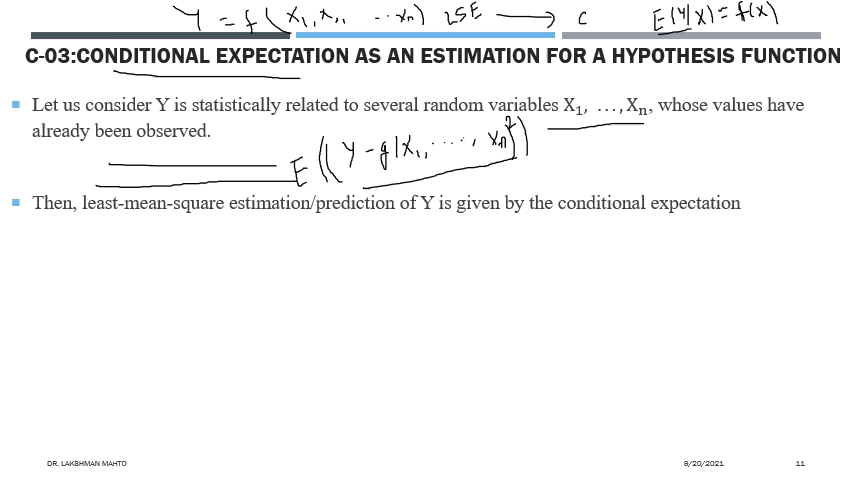 Y = f(X₁, X₂, ... Xn) LSE → C E(Y|X) = f(X)
C-03:CONDITIONAL EXPECTATION AS AN ESTIMATION FOR A HYPOTHESIS FUNCTION
Let us consider Y is statistically related to several random variables X₁, …,Xₙ, whose values have
already been observed.
E((Y-g(X₁, ....., Xn)²)
Then, least-mean-square estimation/prediction of Y is given by the conditional expectation
DR. LAKSHMAN MAHTO 9/20/2021 11